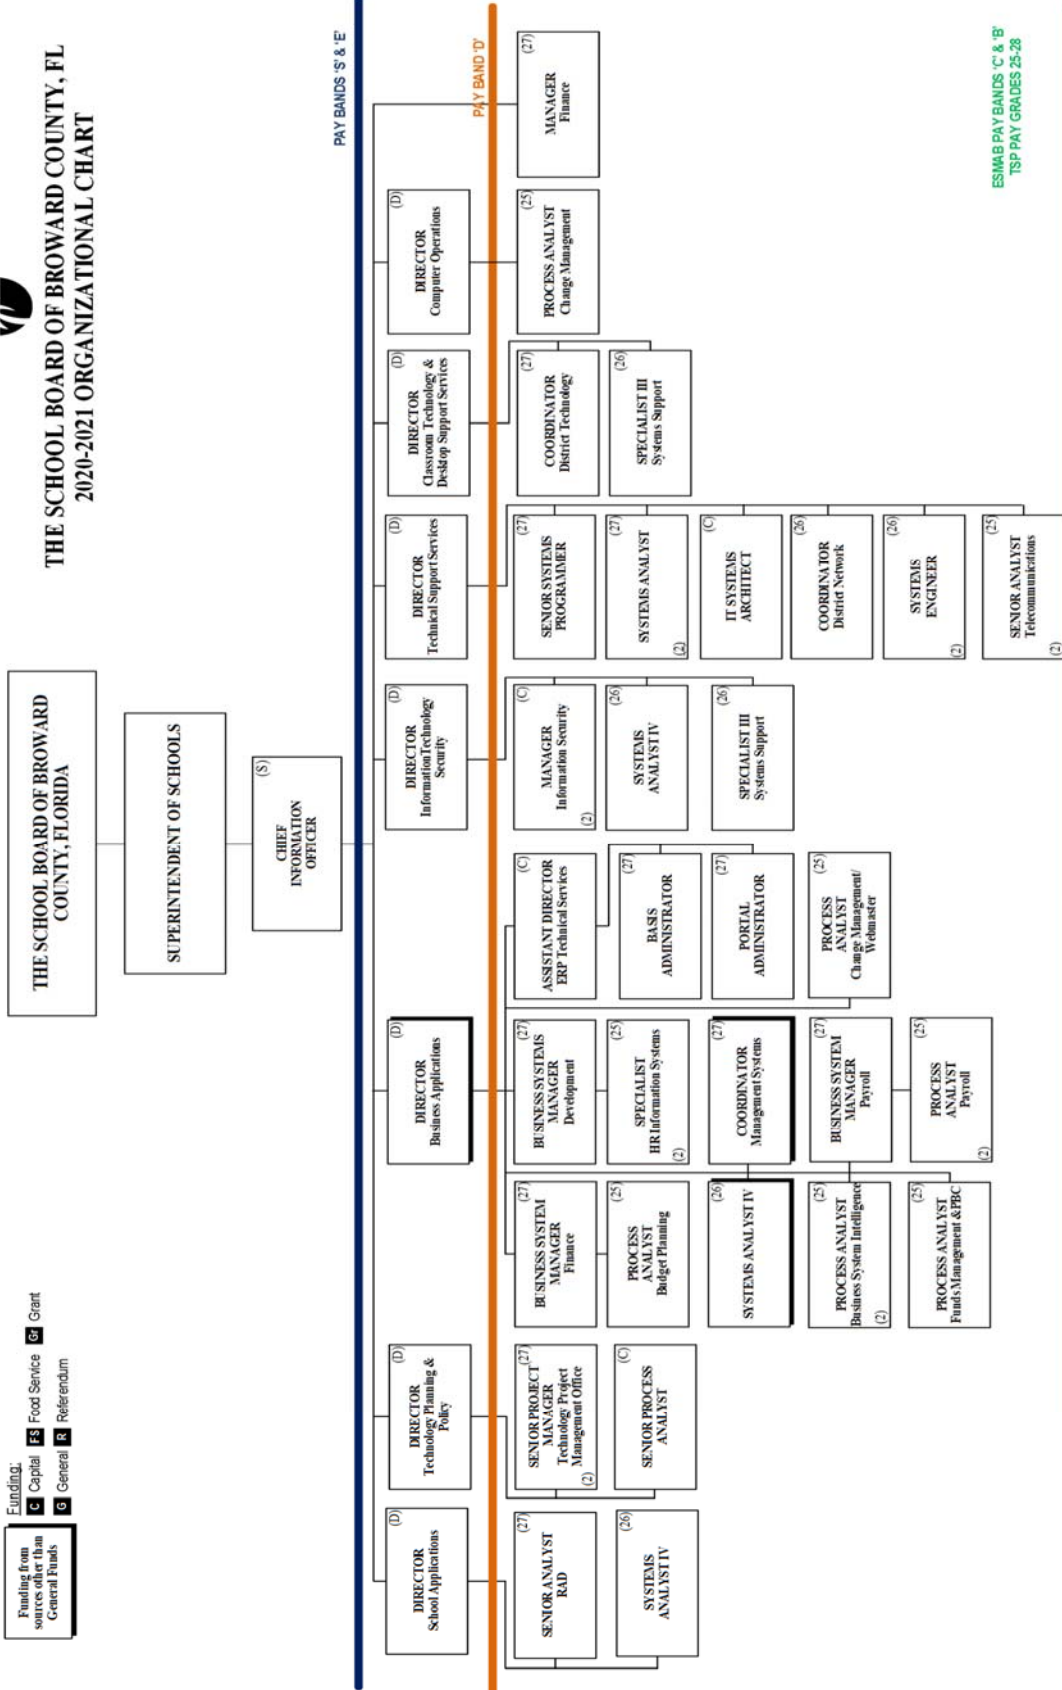 THE SCHOOL BOARD OF BROWARD COUNTY, FL
2020-2021 ORGANIZATIONAL CHART
Funding from
sources other than
General Funds
Funding:
C Capital FS Food Service Gr Grant
G General R Referendum
THE SCHOOL BOARD OF BROWARD
COUNTY, FLORIDA
SUPERINTENDENT OF SCHOOLS
(S)
CHIEF
INFORMATION
OFFICER
PAY BANDS 'S' & 'E'
(D)
DIRECTOR
School Applications
(D)
DIRECTOR
Technology Planning &
Policy
(D)
DIRECTOR
Business Applications
(D)
DIRECTOR
Information Technology
Security
(D)
DIRECTOR
Technical Support Services
(D)
DIRECTOR
Classroom Technology &
Desktop Support Services
(D)
DIRECTOR
Computer Operations
PAY BAND 'D'
(27)
SENIOR ANALYST
RAD
(26)
SYSTEMS
ANALYST IV
(27)
SENIOR PROJECT
MANAGER
Technology Project
Management Office
(2)
(C)
SENIOR PROCESS
ANALYST
(27)
BUSINESS SYSTEM
MANAGER
Finance
(25)
PROCESS
ANALYST
Budget Planning
(26)
SYSTEMS ANALYST IV
(25)
PROCESS ANALYST
Business System Intelligence
(2)
(25)
PROCESS ANALYST
Funds Management & PBC
(27)
BUSINESS SYSTEMS
MANAGER
Development
(25)
SPECIALIST
HR Information Systems
(2)
(27)
COORDINATOR
Management Systems
(27)
BUSINESS SYSTEM
MANAGER
Payroll
(25)
PROCESS
ANALYST
Payroll
(2)
(C)
ASSISTANT DIRECTOR
ERP Technical Services
(27)
BASIS
ADMINISTRATOR
(27)
PORTAL
ADMINISTRATOR
(25)
PROCESS
ANALYST
Change Management/
Webmaster
(C)
MANAGER
Information Security
(2)
(26)
SYSTEMS
ANALYST IV
(26)
SPECIALIST III
Systems Support
(27)
SENIOR SYSTEMS
PROGRAMMER
(27)
SYSTEMS ANALYST
(2)
(C)
IT SYSTEMS
ARCHITECT
(26)
COORDINATOR
District Network
(26)
SYSTEMS
ENGINEER
(2)
(25)
SENIOR ANALYST
Telecommunications
(2)
(27)
COORDINATOR
District Technology
(26)
SPECIALIST III
Systems Support
(25)
PROCESS ANALYST
Change Management
(27)
MANAGER
Finance
ESMAB PAY BANDS 'C' & 'B'
TSP PAY GRADES 25-28